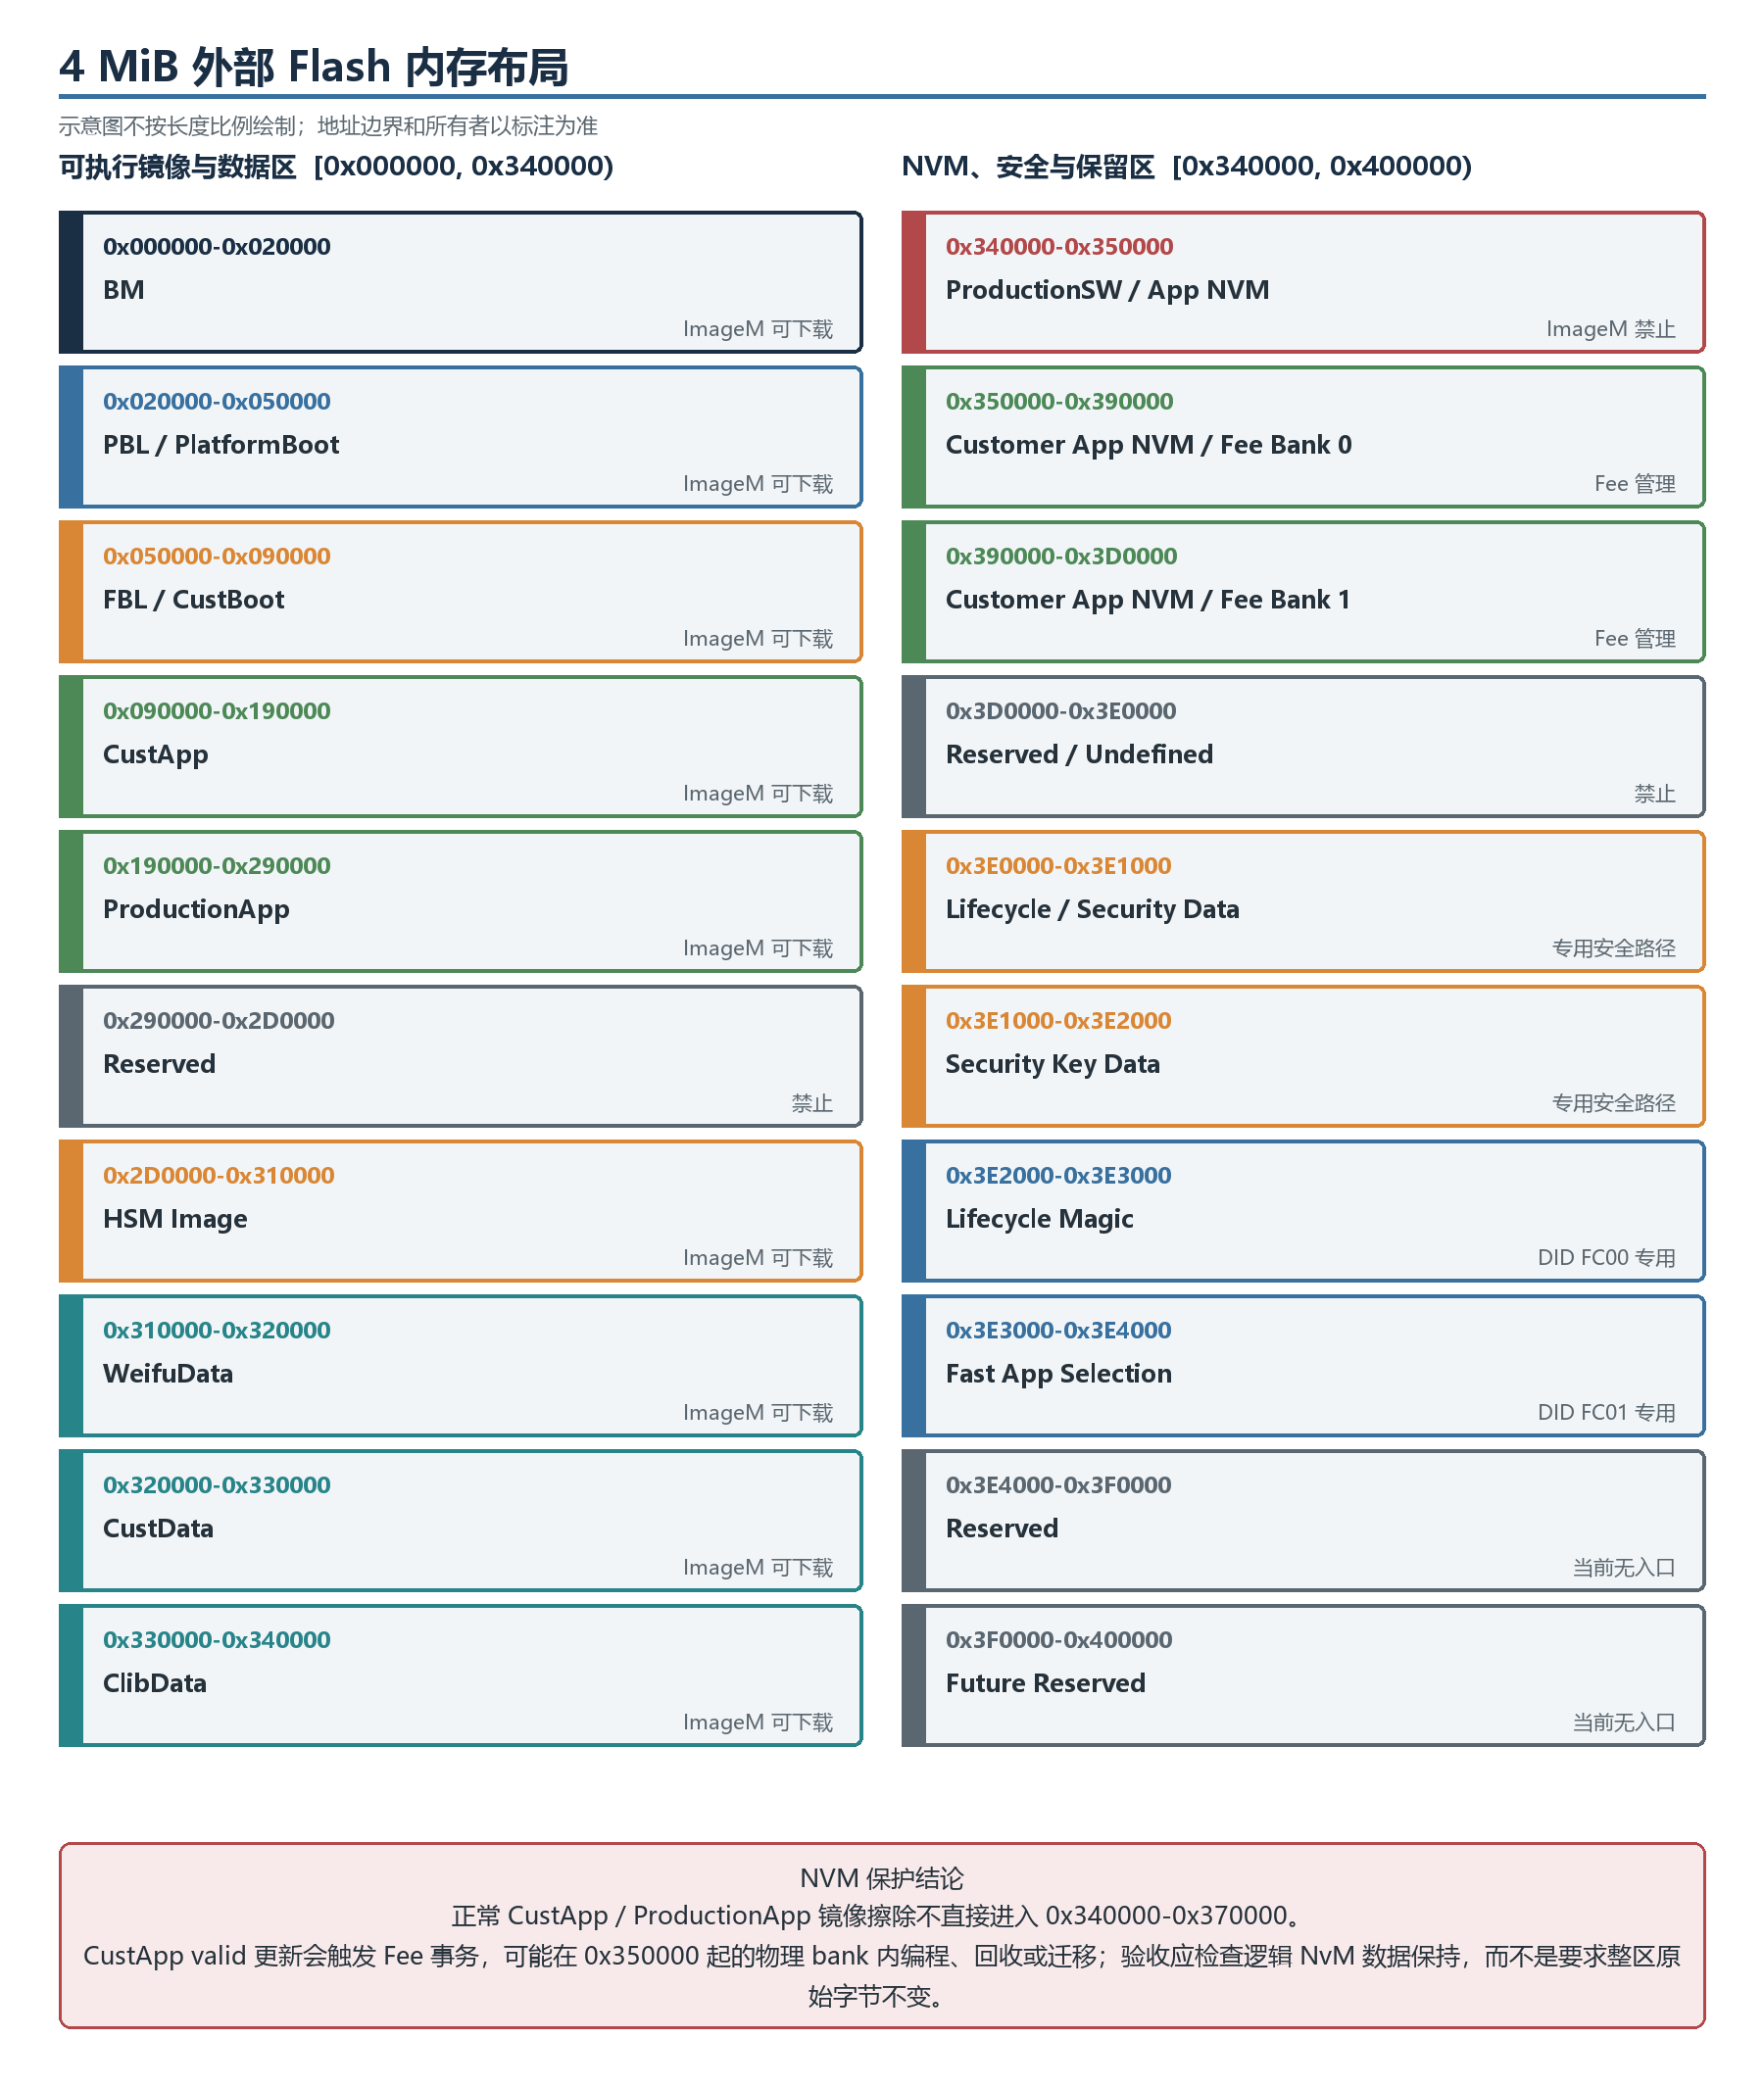 4 MiB 外部 Flash 内存布局
示意图不按长度比例绘制；地址边界和所有者以标注为准
可执行镜像与数据区 [0x000000, 0x340000)
0x000000-0x020000
BM
ImageM 可下载
0x020000-0x050000
PBL / PlatformBoot
ImageM 可下载
0x050000-0x090000
FBL / CustBoot
ImageM 可下载
0x090000-0x190000
CustApp
ImageM 可下载
0x190000-0x290000
ProductionApp
ImageM 可下载
0x290000-0x2D0000
Reserved
禁止
0x2D0000-0x310000
HSM Image
ImageM 可下载
0x310000-0x320000
WeifuData
ImageM 可下载
0x320000-0x330000
CustData
ImageM 可下载
0x330000-0x340000
ClibData
ImageM 可下载
NVM、安全与保留区 [0x340000, 0x400000)
0x340000-0x350000
ProductionSW / App NVM
ImageM 禁止
0x350000-0x390000
Customer App NVM / Fee Bank 0
Fee 管理
0x390000-0x3D0000
Customer App NVM / Fee Bank 1
Fee 管理
0x3D0000-0x3E0000
Reserved / Undefined
禁止
0x3E0000-0x3E1000
Lifecycle / Security Data
专用安全路径
0x3E1000-0x3E2000
Security Key Data
专用安全路径
0x3E2000-0x3E3000
Lifecycle Magic
DID FC00 专用
0x3E3000-0x3E4000
Fast App Selection
DID FC01 专用
0x3E4000-0x3F0000
Reserved
当前无入口
0x3F0000-0x400000
Future Reserved
当前无入口
NVM 保护结论
正常 CustApp / ProductionApp 镜像擦除不直接进入 0x340000-0x370000。
CustApp valid 更新会触发 Fee 事务，可能在 0x350000 起的物理 bank 内编程、回收或迁移；验收应检查逻辑 NvM 数据保持，而不是要求整区原
始字节不变。